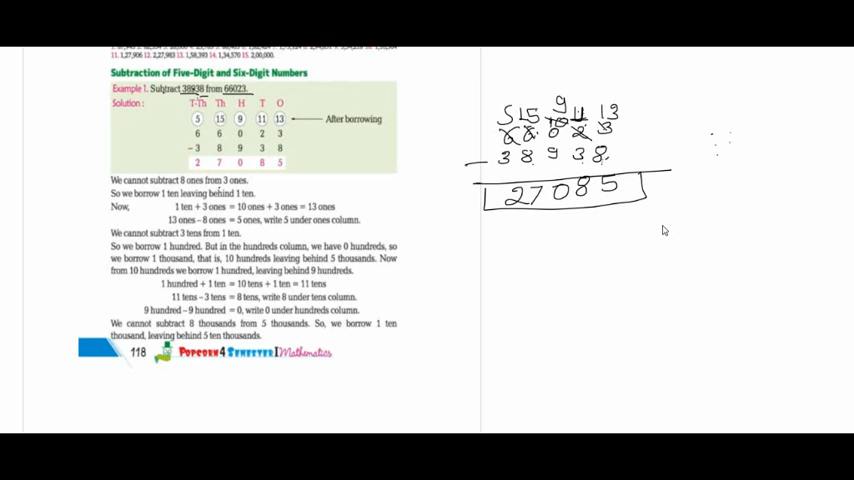 11. 1,27,906 12. 2,27,983 13. 1,58,393 14. 1,34,570 15. 2,00,000.
Subtraction of Five-Digit and Six-Digit Numbers
Example 1. Subtract 38938 from 66023.
Solution : T-Th Th H T O
5 15 9 11 13 After borrowing
6 6 0 2 3
−3 8 9 3 8
2 7 0 8 5
We cannot subtract 8 ones from 3 ones.
So we borrow 1 ten leaving behind 1 ten.
Now, 1 ten + 3 ones = 10 ones + 3 ones = 13 ones
13 ones – 8 ones = 5 ones, write 5 under ones column.
We cannot subtract 3 tens from 1 ten.
So we borrow 1 hundred. But in the hundreds column, we have 0 hundreds, so
we borrow 1 thousand, that is, 10 hundreds leaving behind 5 thousands. Now
from 10 hundreds we borrow 1 hundred, leaving behind 9 hundreds.
1 hundred + 1 ten = 10 tens + 1 ten = 11 tens
11 tens – 3 tens = 8 tens, write 8 under tens column.
9 hundred – 9 hundred = 0, write 0 under hundreds column.
We cannot subtract 8 thousands from 5 thousands. So, we borrow 1 ten
thousand, leaving behind 5 ten thousands.
118 POPCORN 4 SEMESTER I Mathematics
9
5 15 10 11 13
6 6 0 2 3
− 3 8 9 3 8
27085